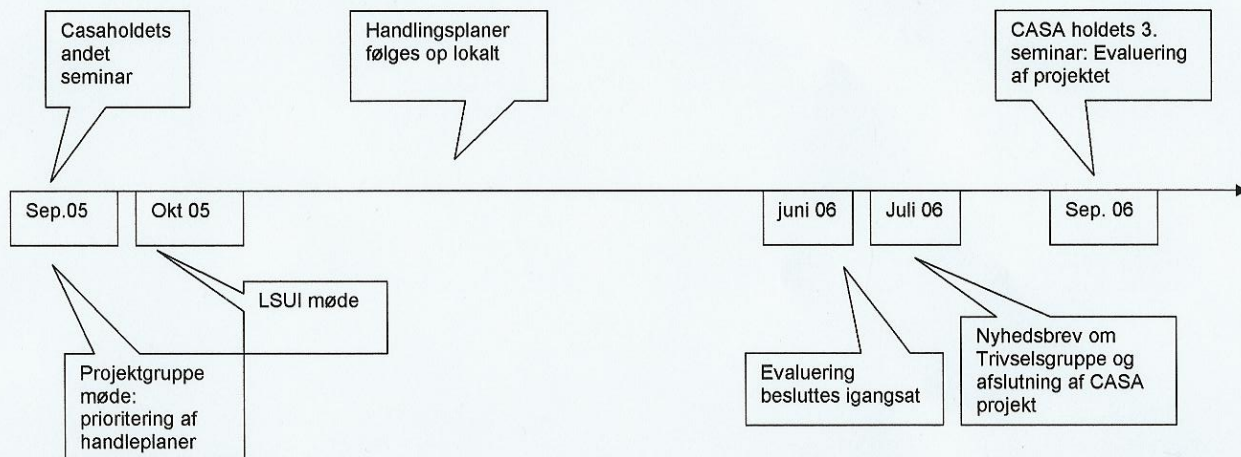 Casaholdets
andet
seminar
Handlingsplaner
følges op lokalt
CASA holdets 3.
seminar: Evaluering
af projektet
Sep.05
Okt 05
juni 06
Juli 06
Sep. 06
LSUI møde
Projektgruppe
møde:
prioritering af
handleplaner
Evaluering
besluttes igangsat
Nyhedsbrev om
Trivselsgruppe og
afslutning af CASA
projekt